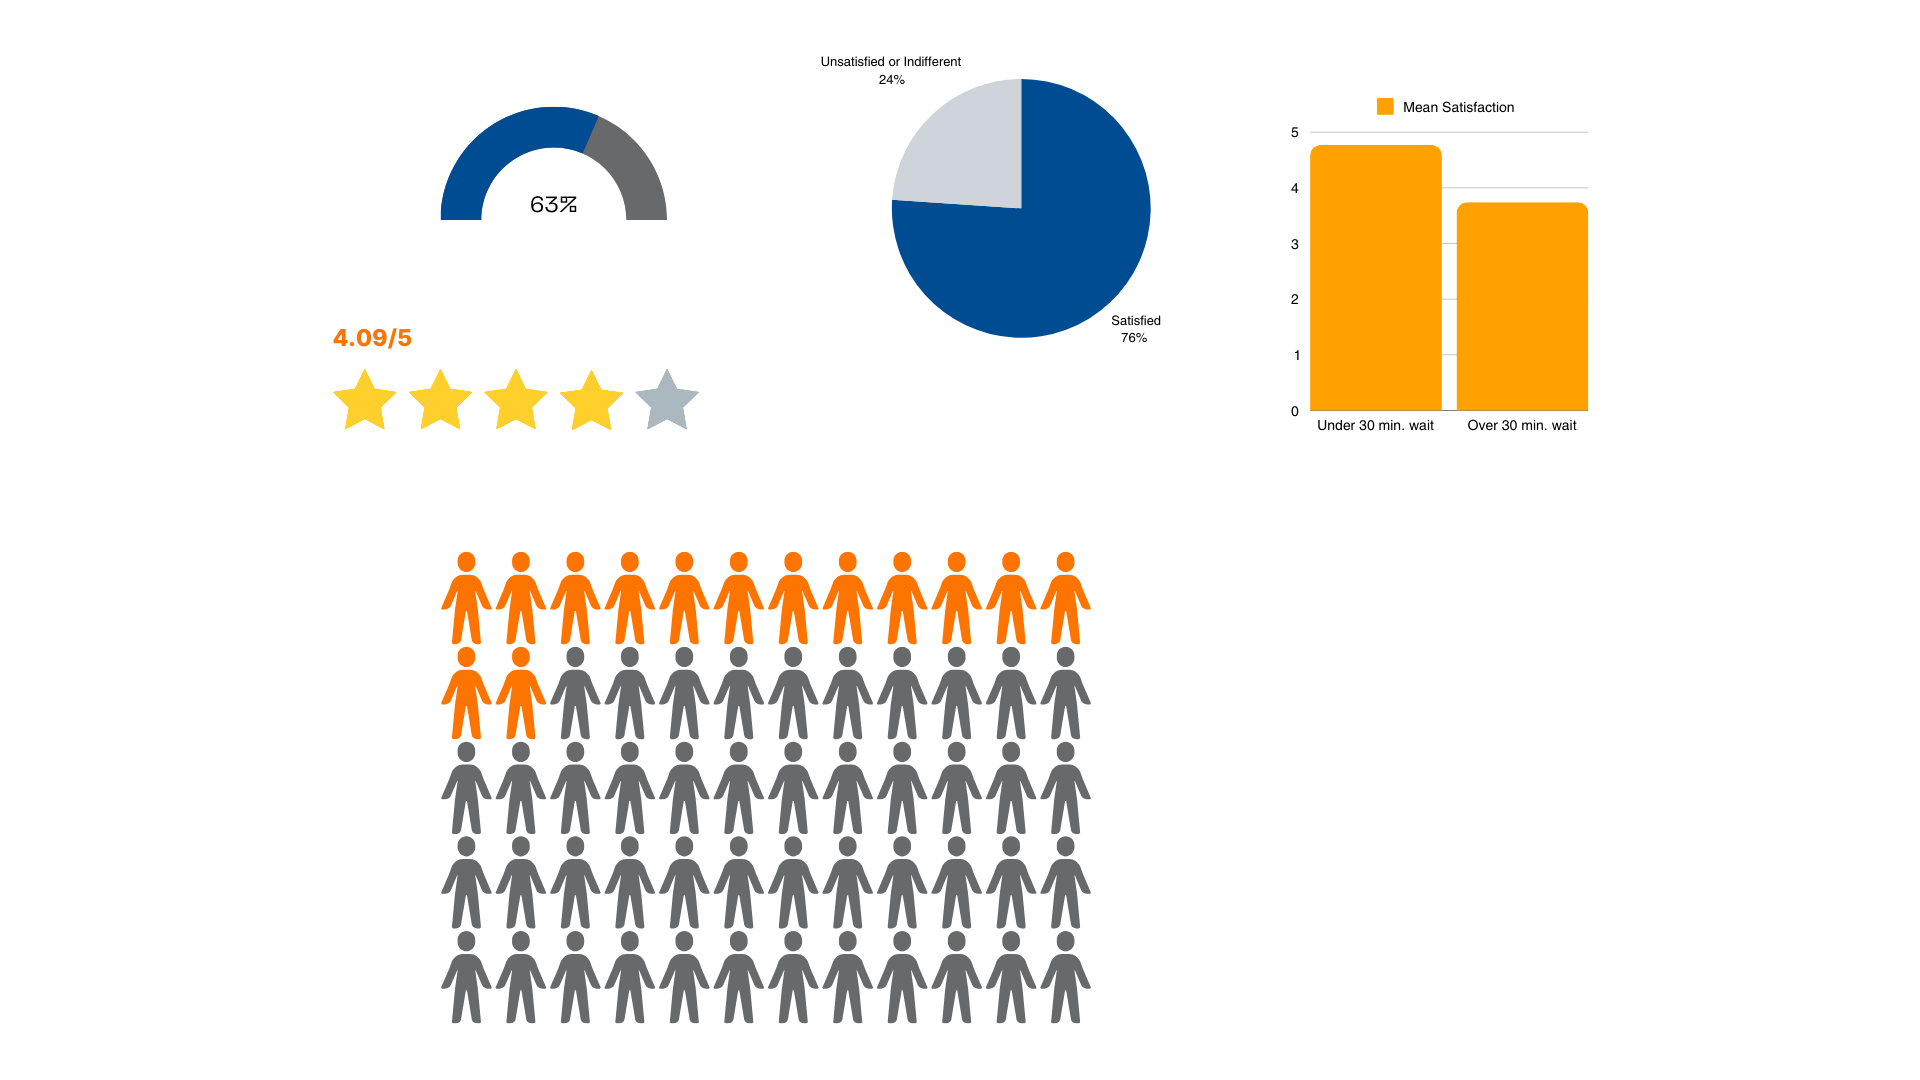 63%
4.09/5
Unsatisfied or Indifferent
24%
Satisfied
76%
Mean Satisfaction
5
4
3
2
1
0
Under 30 min. wait
Over 30 min. wait